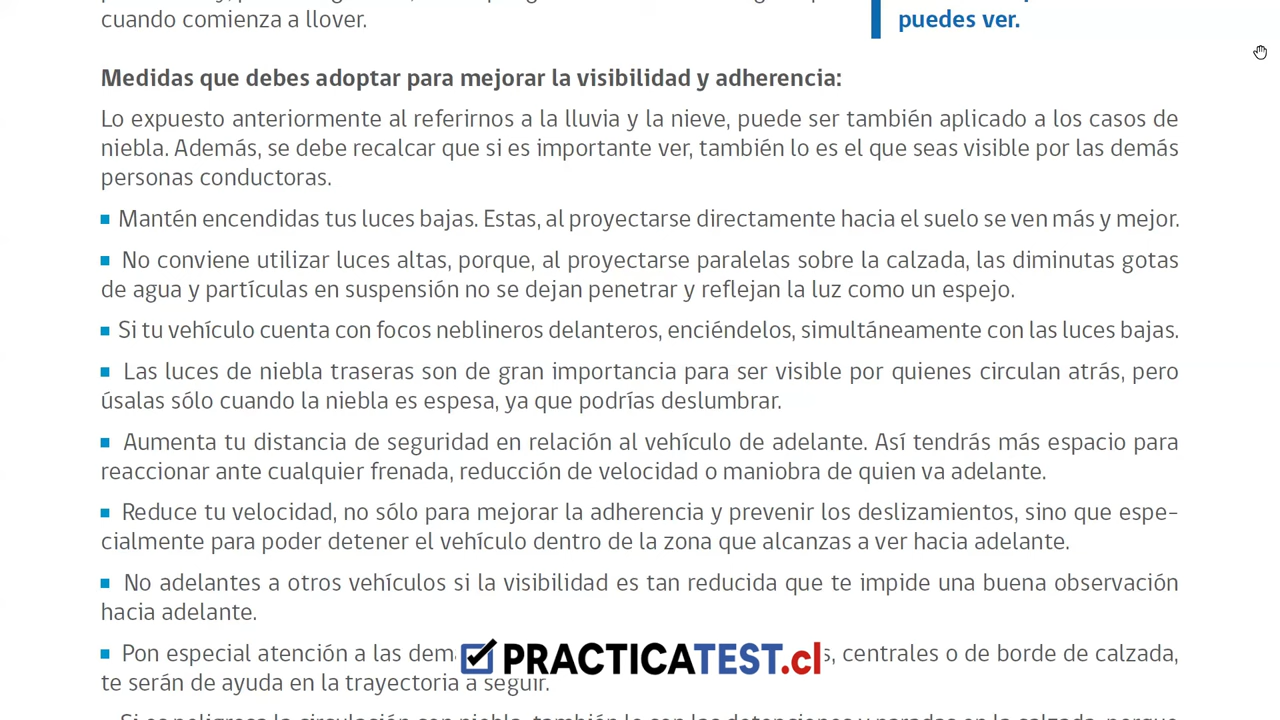 cuando comienza a llover.
puedes ver.
Medidas que debes adoptar para mejorar la visibilidad y adherencia:
Lo expuesto anteriormente al referirnos a la lluvia y la nieve, puede ser también aplicado a los casos de
niebla. Además, se debe recalcar que si es importante ver, también lo es el que seas visible por las demás
personas conductoras.
Mantén encendidas tus luces bajas. Estas, al proyectarse directamente hacia el suelo se ven más y mejor.
No conviene utilizar luces altas, porque, al proyectarse paralelas sobre la calzada, las diminutas gotas
de agua y partículas en suspensión no se dejan penetrar y reflejan la luz como un espejo.
Si tu vehículo cuenta con focos neblineros delanteros, enciéndelos, simultáneamente con las luces bajas.
Las luces de niebla traseras son de gran importancia para ser visible por quienes circulan atrás, pero
úsalas sólo cuando la niebla es espesa, ya que podrías deslumbrar.
Aumenta tu distancia de seguridad en relación al vehículo de adelante. Así tendrás más espacio para
reaccionar ante cualquier frenada, reducción de velocidad o maniobra de quien va adelante.
Reduce tu velocidad, no sólo para mejorar la adherencia y prevenir los deslizamientos, sino que espe-
cialmente para poder detener el vehículo dentro de la zona que alcanzas a ver hacia adelante.
No adelantes a otros vehículos si la visibilidad es tan reducida que te impide una buena observación
hacia adelante.
Pon especial atención a las centrales o de borde de calzada,
PRACTICATEST.cl
te serán de ayuda en la trayectoria a seguir.